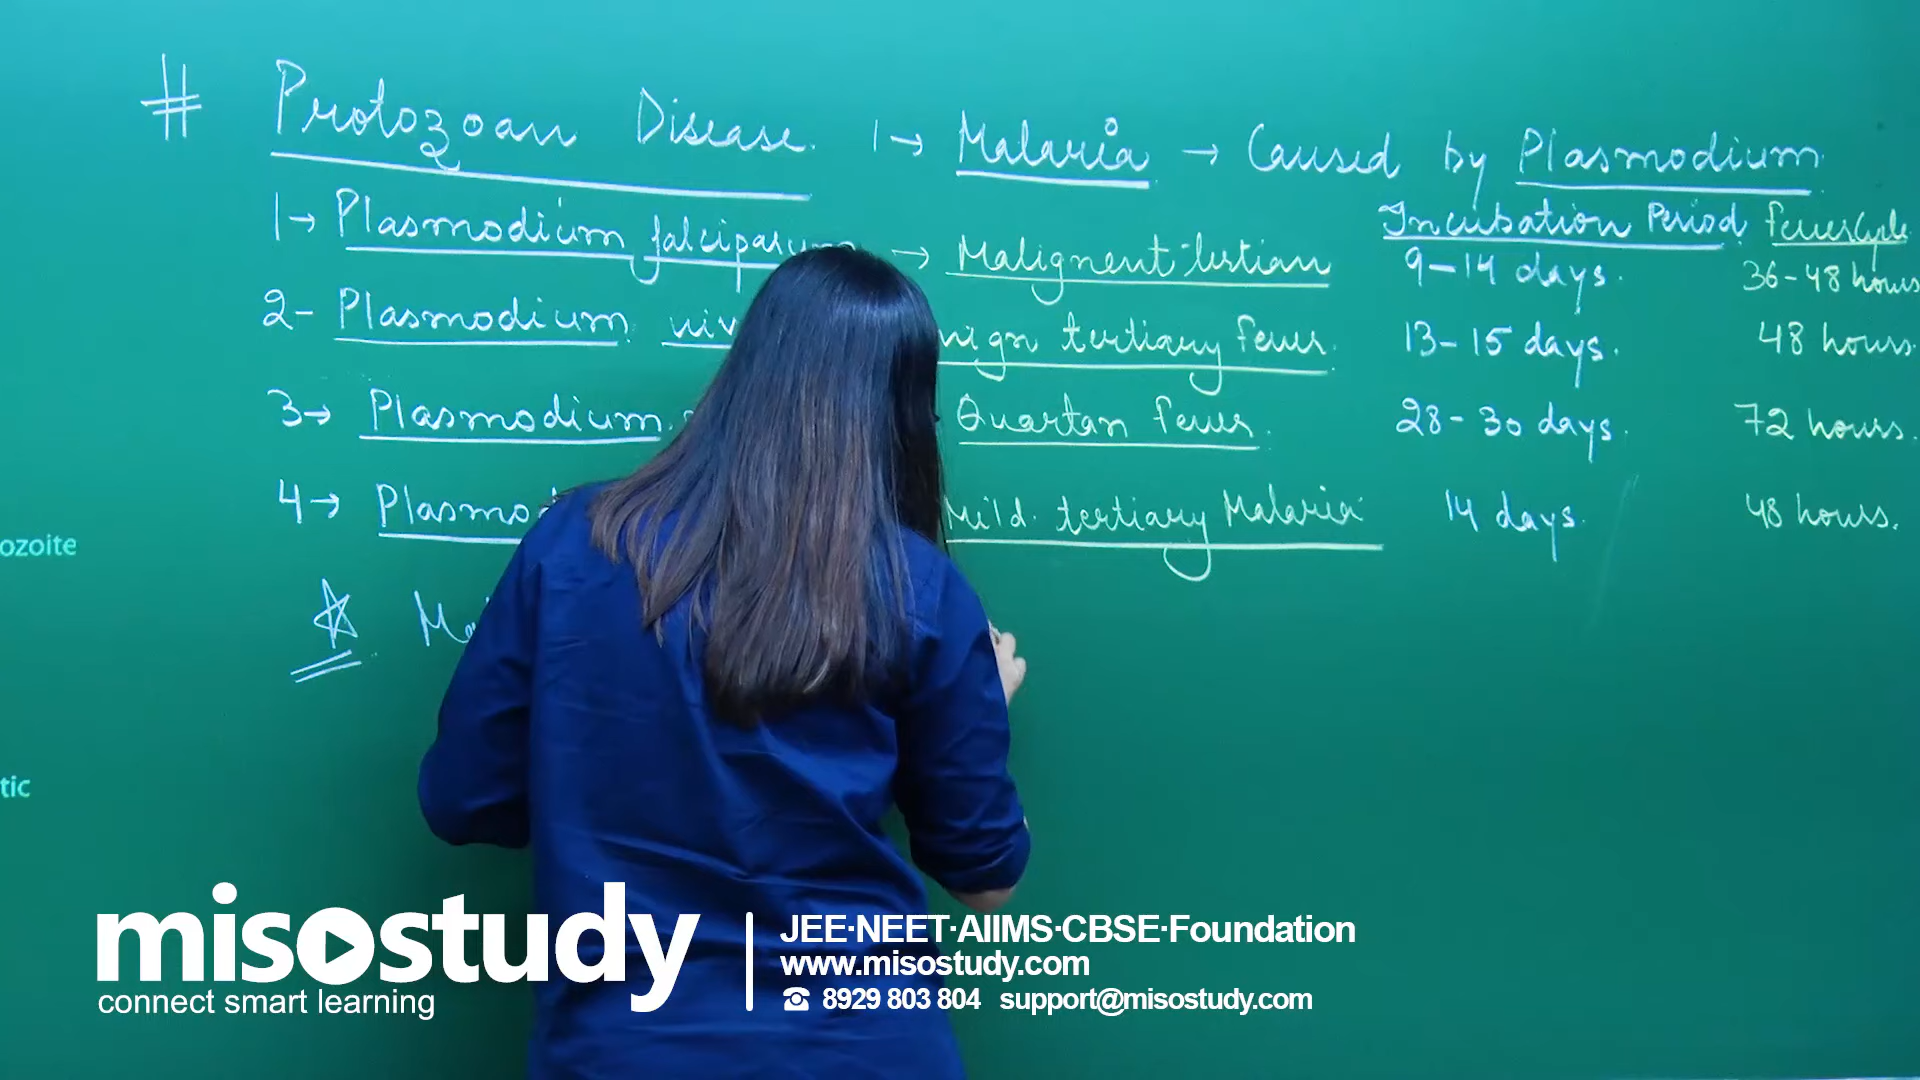 # Protozoan Disease. 1→ Malaria → Caused by Plasmodium
Incubation Period Fever Cycle
1→ Plasmodium falciparum → Malignent tertian 9-14 days. 36-48 hours
2- Plasmodium viv nign tertiary fever. 13-15 days. 48 hours.
3→ Plasmodium Quartan fever. 28-30 days. 72 hours.
4→ Plasmo Mild tertiary Malaria 14 days. 48 hours.
ozoite
tic
misostudy
connect smart learning
JEE·NEET·AIIMS·CBSE·Foundation
www.misostudy.com
☎ 8929 803 804 support@misostudy.com